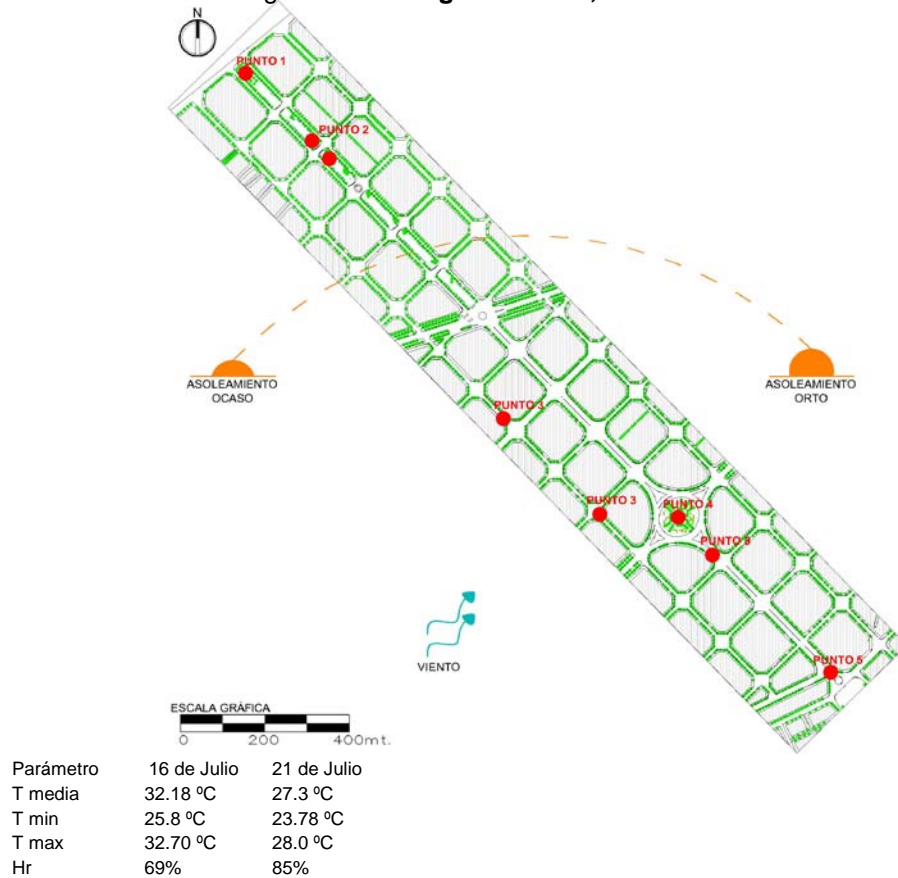 N
PUNTO 1
PUNTO 2
ASOLEAMIENTO
OCASO
ASOLEAMIENTO
ORTO
PUNTO 3
PUNTO 3
PUNTO 4
PUNTO
VIENTO
PUNTO 5
ESCALA GRÁFICA
0 200 400mt.
Parámetro 16 de Julio 21 de Julio
T media 32.18 ºC 27.3 ºC
T min 25.8 ºC 23.78 ºC
T max 32.70 ºC 28.0 ºC
Hr 69% 85%